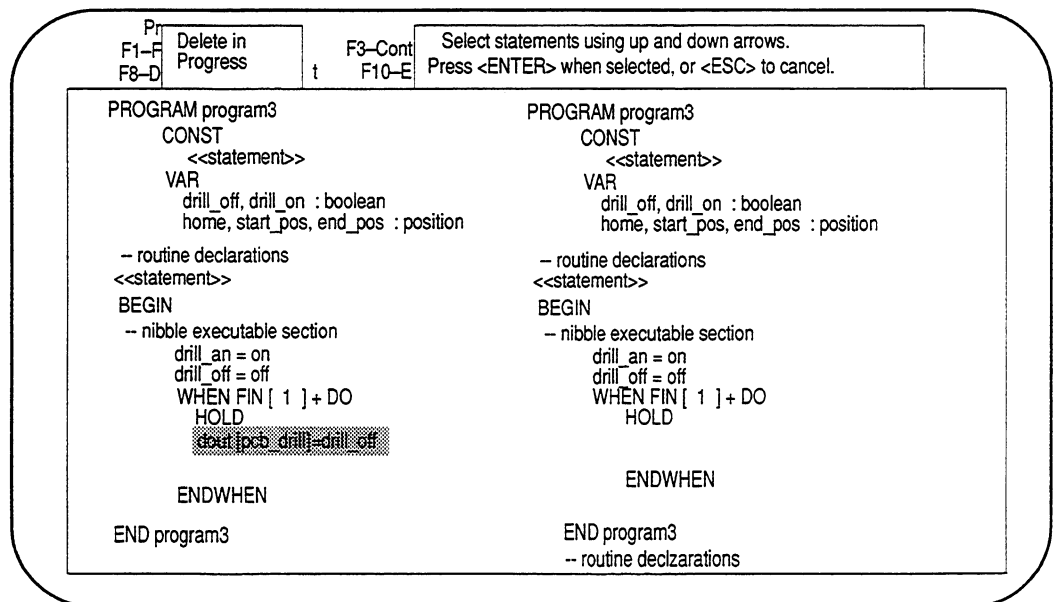 Pr
F1–F
F8–D
Delete in
Progress
t
F3–Cont
F10–E
Select statements using up and down arrows.
Press <ENTER> when selected, or <ESC> to cancel.
PROGRAM program3
CONST
<<statement>>
VAR
drill_off, drill_on : boolean
home, start_pos, end_pos : position
-- routine declarations
<<statement>>
BEGIN
-- nibble executable section
drill_an = on
drill_off = off
WHEN FIN [ 1 ] + DO
HOLD
dout [pcb_drill]=drill_off
ENDWHEN
END program3
PROGRAM program3
CONST
<<statement>>
VAR
drill_off, drill_on : boolean
home, start_pos, end_pos : position
-- routine declarations
<<statement>>
BEGIN
-- nibble executable section
drill_an = on
drill_off = off
WHEN FIN [ 1 ] + DO
HOLD
ENDWHEN
END program3
-- routine declzarations